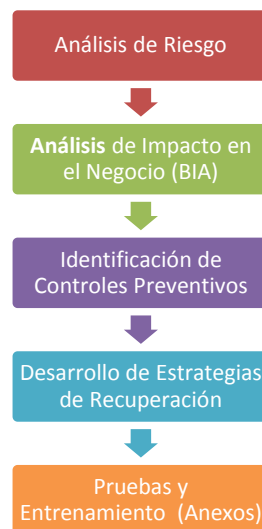 Análisis de Riesgo
Análisis de Impacto en
el Negocio (BIA)
Identificación de
Controles Preventivos
Desarrollo de Estrategias
de Recuperación
Pruebas y
Entrenamiento (Anexos)